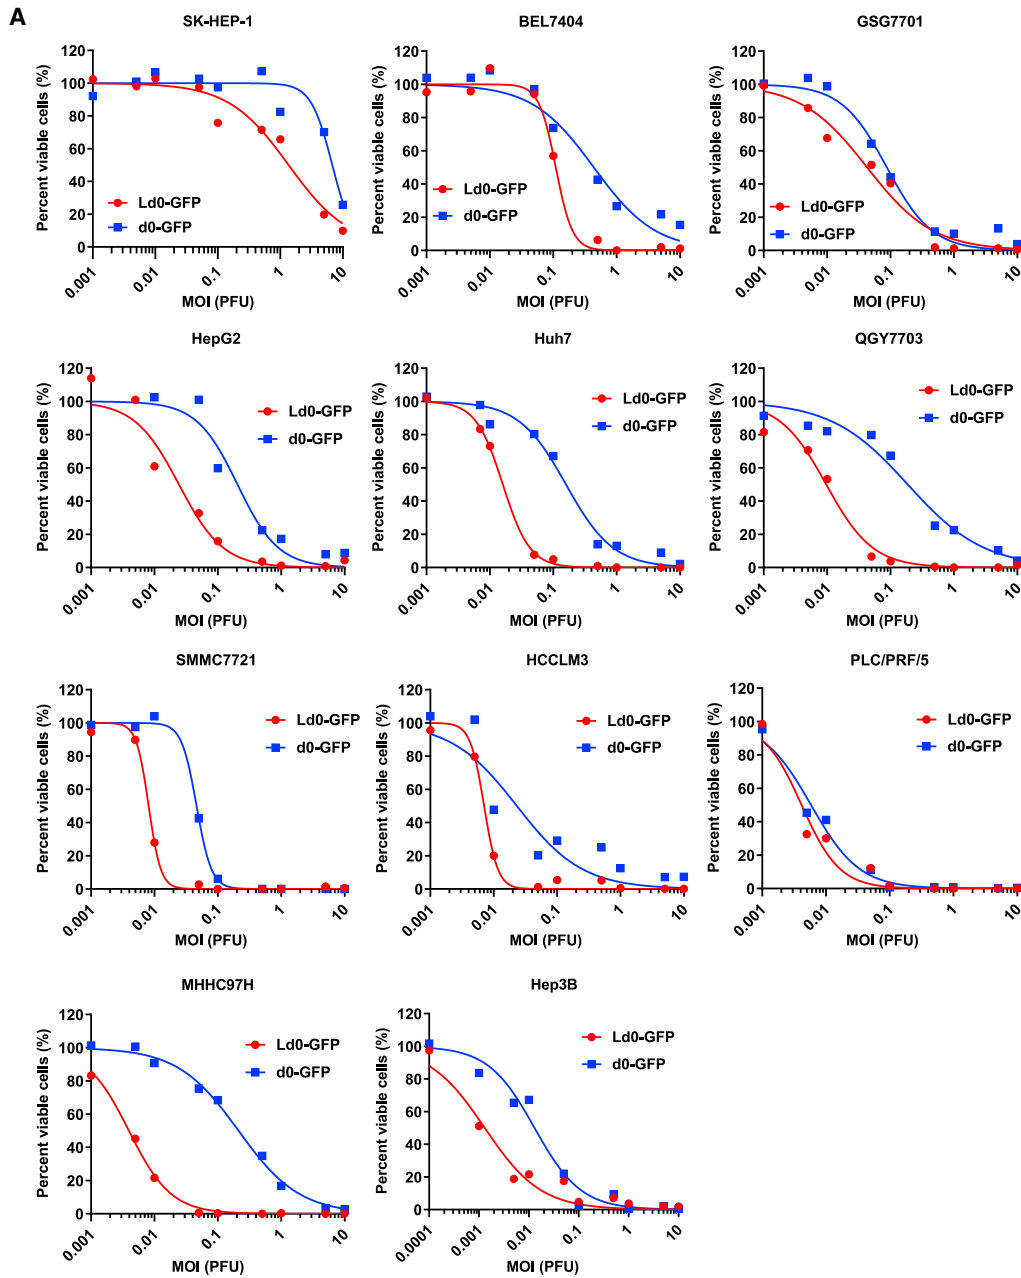 A
SK-HEP-1
Percent viable cells (%)
120
100
80
60
40
20
0
Ld0-GFP
d0-GFP
0.001
0.01
0.1
1
10
MOI (PFU)
BEL7404
Percent viable cells (%)
120
100
80
60
40
20
0
Ld0-GFP
d0-GFP
0.001
0.01
0.1
1
10
MOI (PFU)
GSG7701
Percent viable cells (%)
120
100
80
60
40
20
0
Ld0-GFP
d0-GFP
0.001
0.01
0.1
1
10
MOI (PFU)
HepG2
Percent viable cells (%)
120
100
80
60
40
20
0
Ld0-GFP
d0-GFP
0.001
0.01
0.1
1
10
MOI (PFU)
Huh7
Percent viable cells (%)
120
100
80
60
40
20
0
Ld0-GFP
d0-GFP
0.001
0.01
0.1
1
10
MOI (PFU)
QGY7703
Percent viable cells (%)
120
100
80
60
40
20
0
Ld0-GFP
d0-GFP
0.001
0.01
0.1
1
10
MOI (PFU)
SMMC7721
Percent viable cells (%)
120
100
80
60
40
20
0
Ld0-GFP
d0-GFP
0.001
0.01
0.1
1
10
MOI (PFU)
HCCLM3
Percent viable cells (%)
120
100
80
60
40
20
0
Ld0-GFP
d0-GFP
0.001
0.01
0.1
1
10
MOI (PFU)
PLC/PRF/5
Percent viable cells (%)
120
100
80
60
40
20
0
Ld0-GFP
d0-GFP
0.001
0.01
0.1
1
10
MOI (PFU)
MHHC97H
Percent viable cells (%)
120
100
80
60
40
20
0
Ld0-GFP
d0-GFP
0.001
0.01
0.1
1
10
MOI (PFU)
Hep3B
Percent viable cells (%)
120
100
80
60
40
20
0
Ld0-GFP
d0-GFP
0.0001
0.001
0.01
0.1
1
10
MOI (PFU)